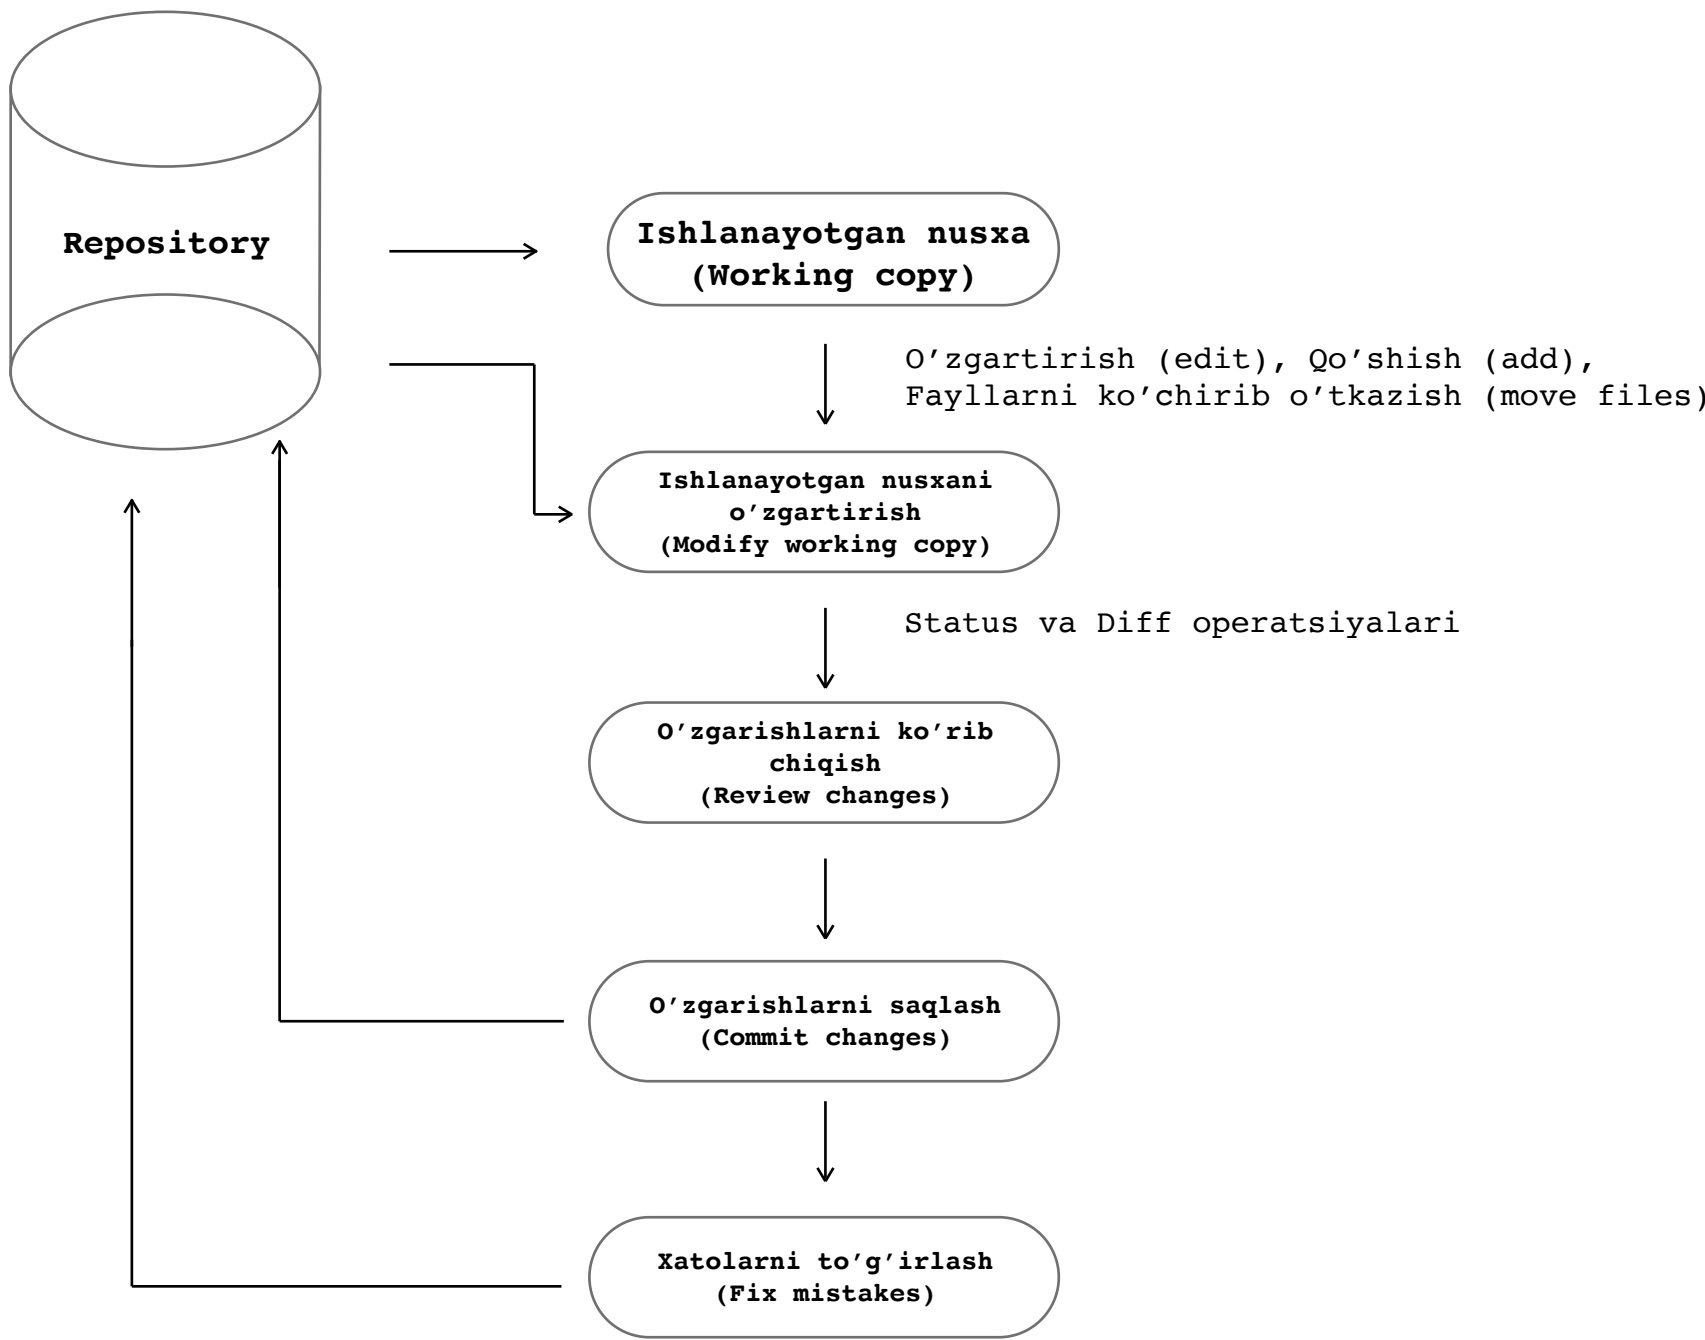 Repository
Ishlanayotgan nusxa
(Working copy)
O’zgartirish (edit), Qo’shish (add),
Fayllarni ko’chirib o’tkazish (move files)
Ishlanayotgan nusxani
o’zgartirish
(Modify working copy)
Status va Diff operatsiyalari
O’zgarishlarni ko’rib
chiqish
(Review changes)
O’zgarishlarni saqlash
(Commit changes)
Xatolarni to’g’irlash
(Fix mistakes)